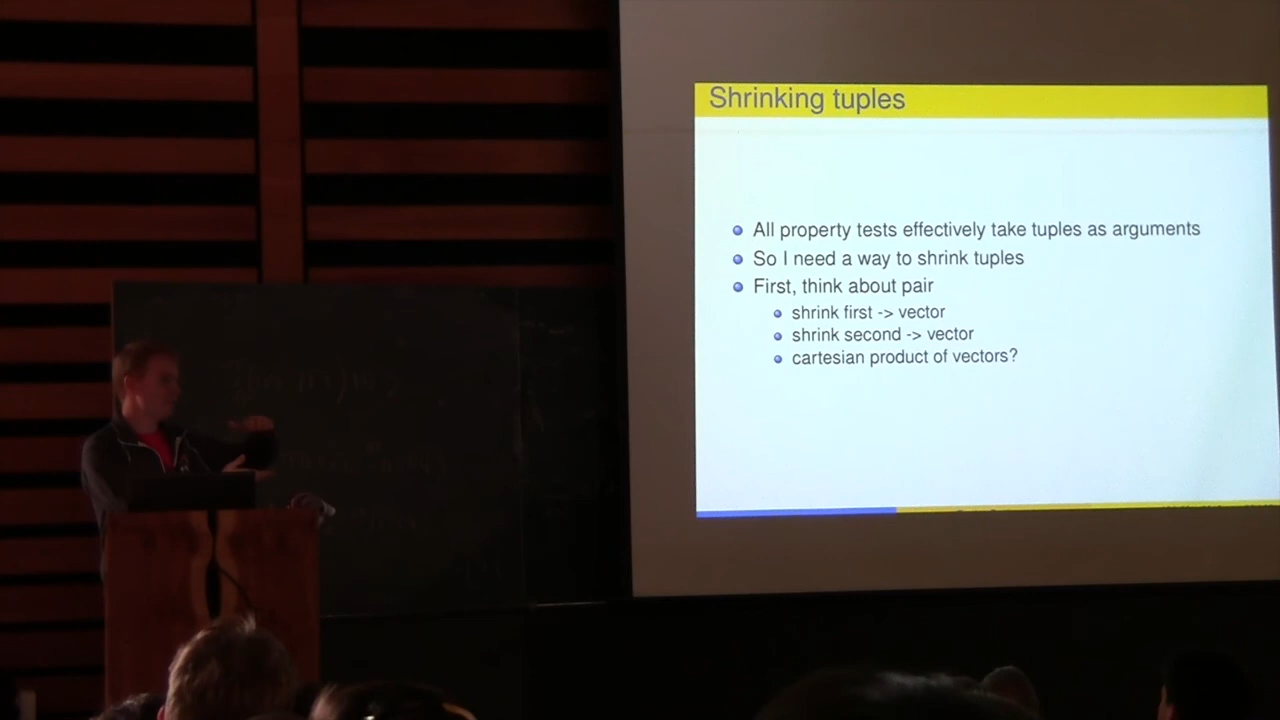 Shrinking tuples
All property tests effectively take tuples as arguments
So I need a way to shrink tuples
First, think about pair
shrink first -> vector
shrink second -> vector
cartesian product of vectors?